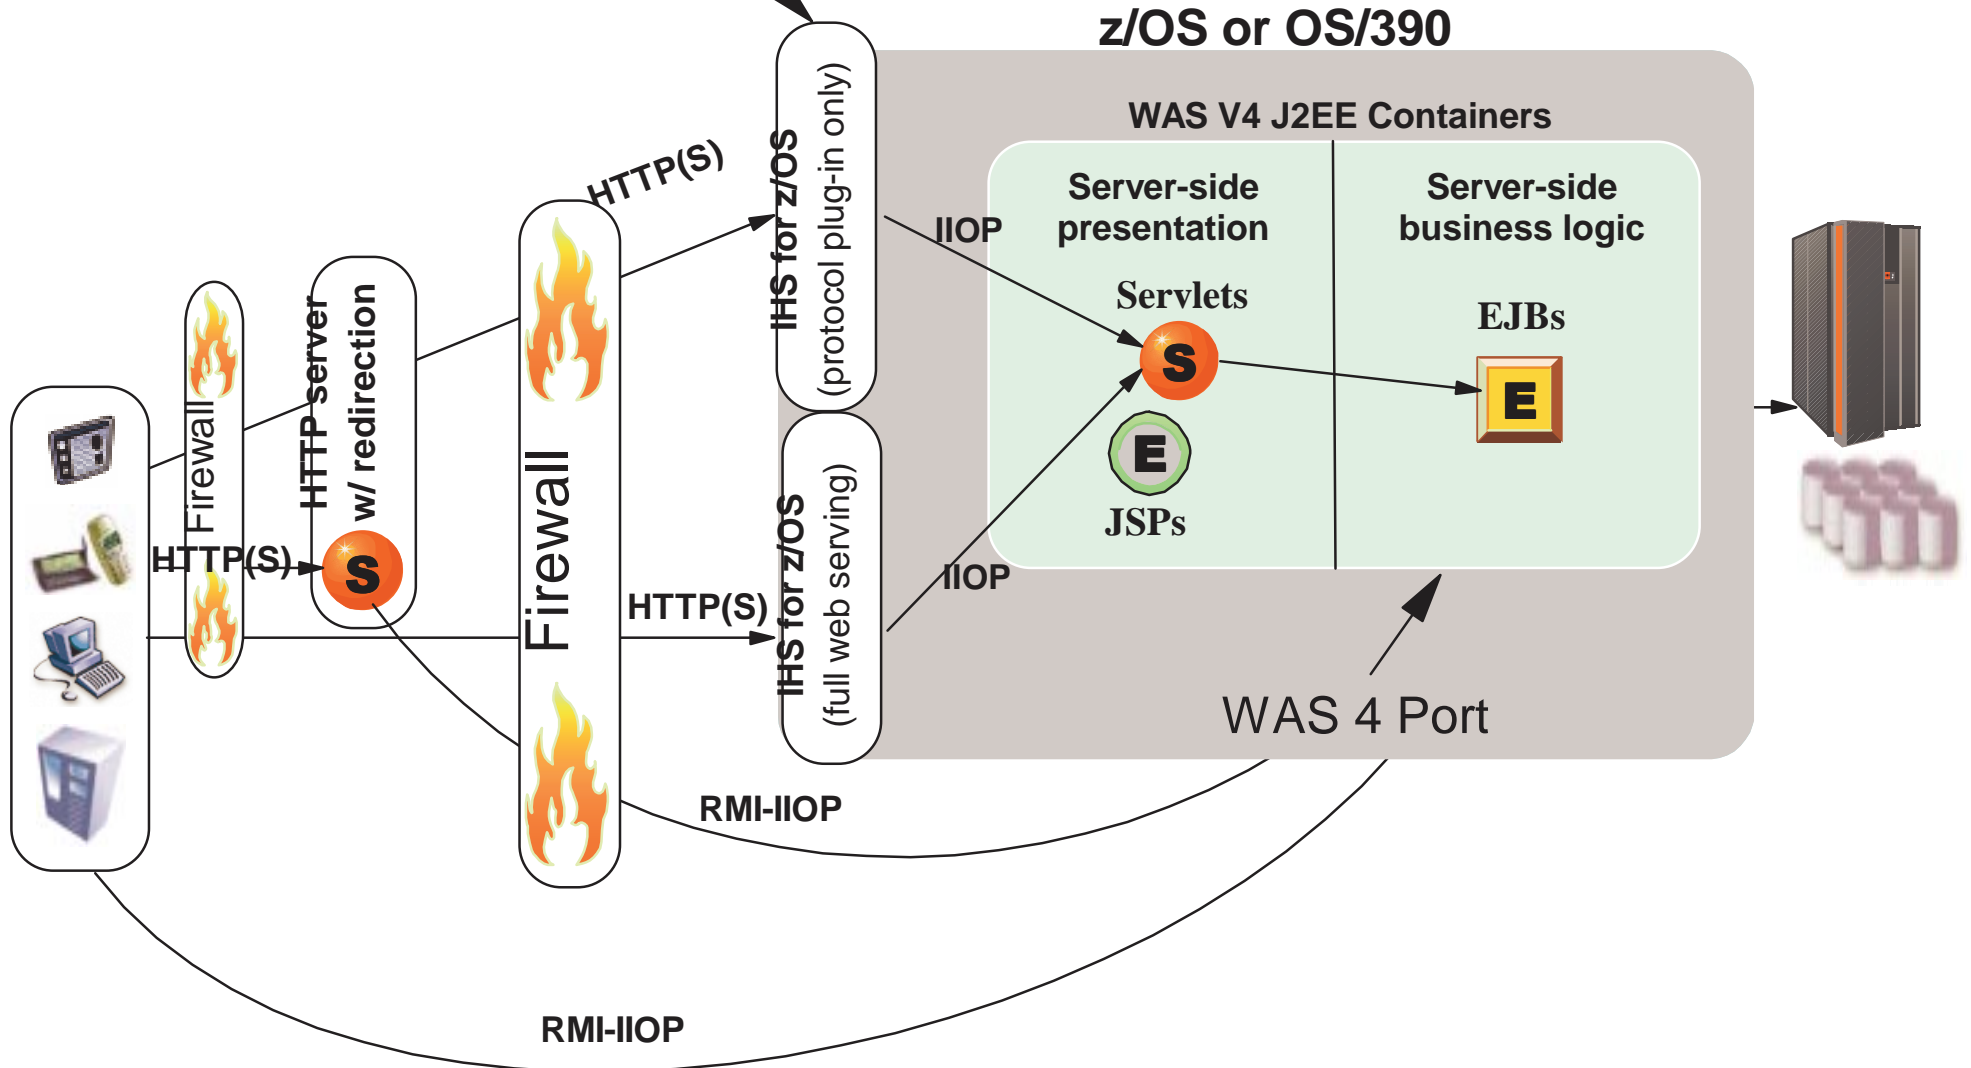 z/OS or OS/390
WAS V4 J2EE Containers
Server-side
presentation
Server-side
business logic
IIOP
Servlets
S
E
JSPs
EJBs
E
IIOP
WAS 4 Port
IHS for z/OS
(protocol plug-in only)
IHS for z/OS
(full web serving)
HTTP(S)
HTTP(S)
Firewall
HTTP server
w/ redirection
S
Firewall
HTTP(S)
RMI-IIOP
RMI-IIOP